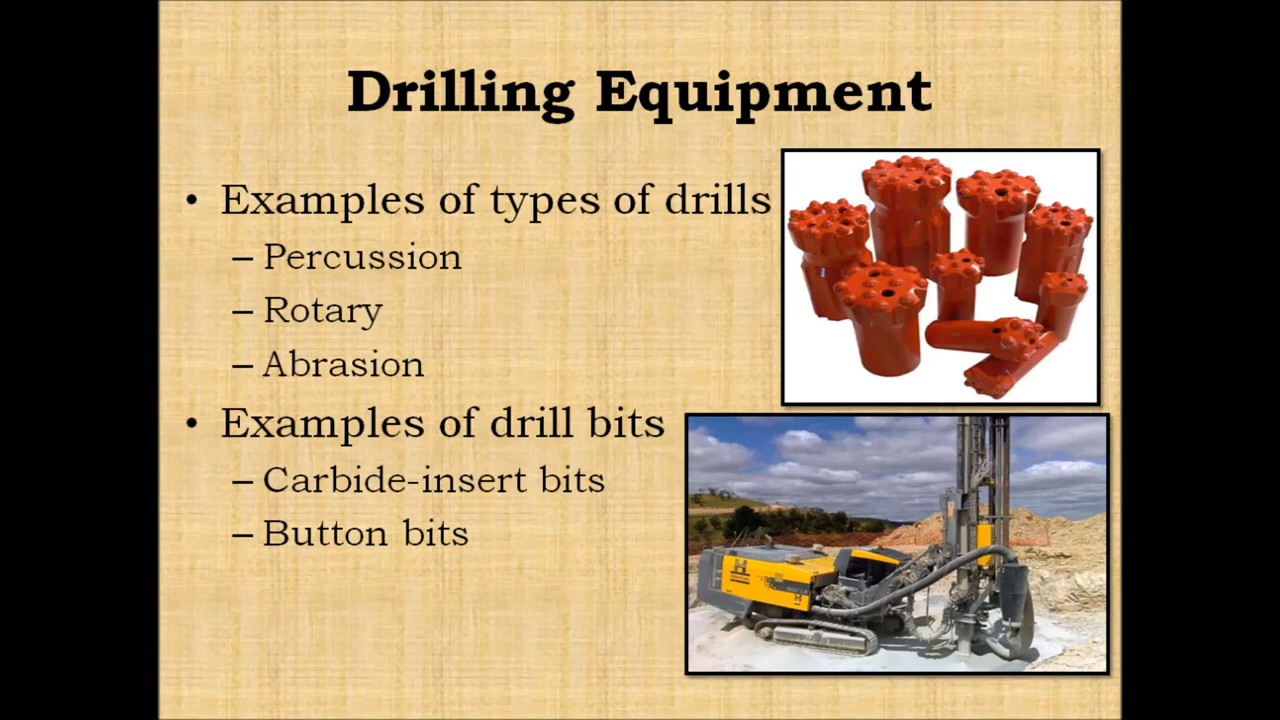 Drilling Equipment
• Examples of types of drills
– Percussion
– Rotary
– Abrasion
• Examples of drill bits
– Carbide-insert bits
– Button bits